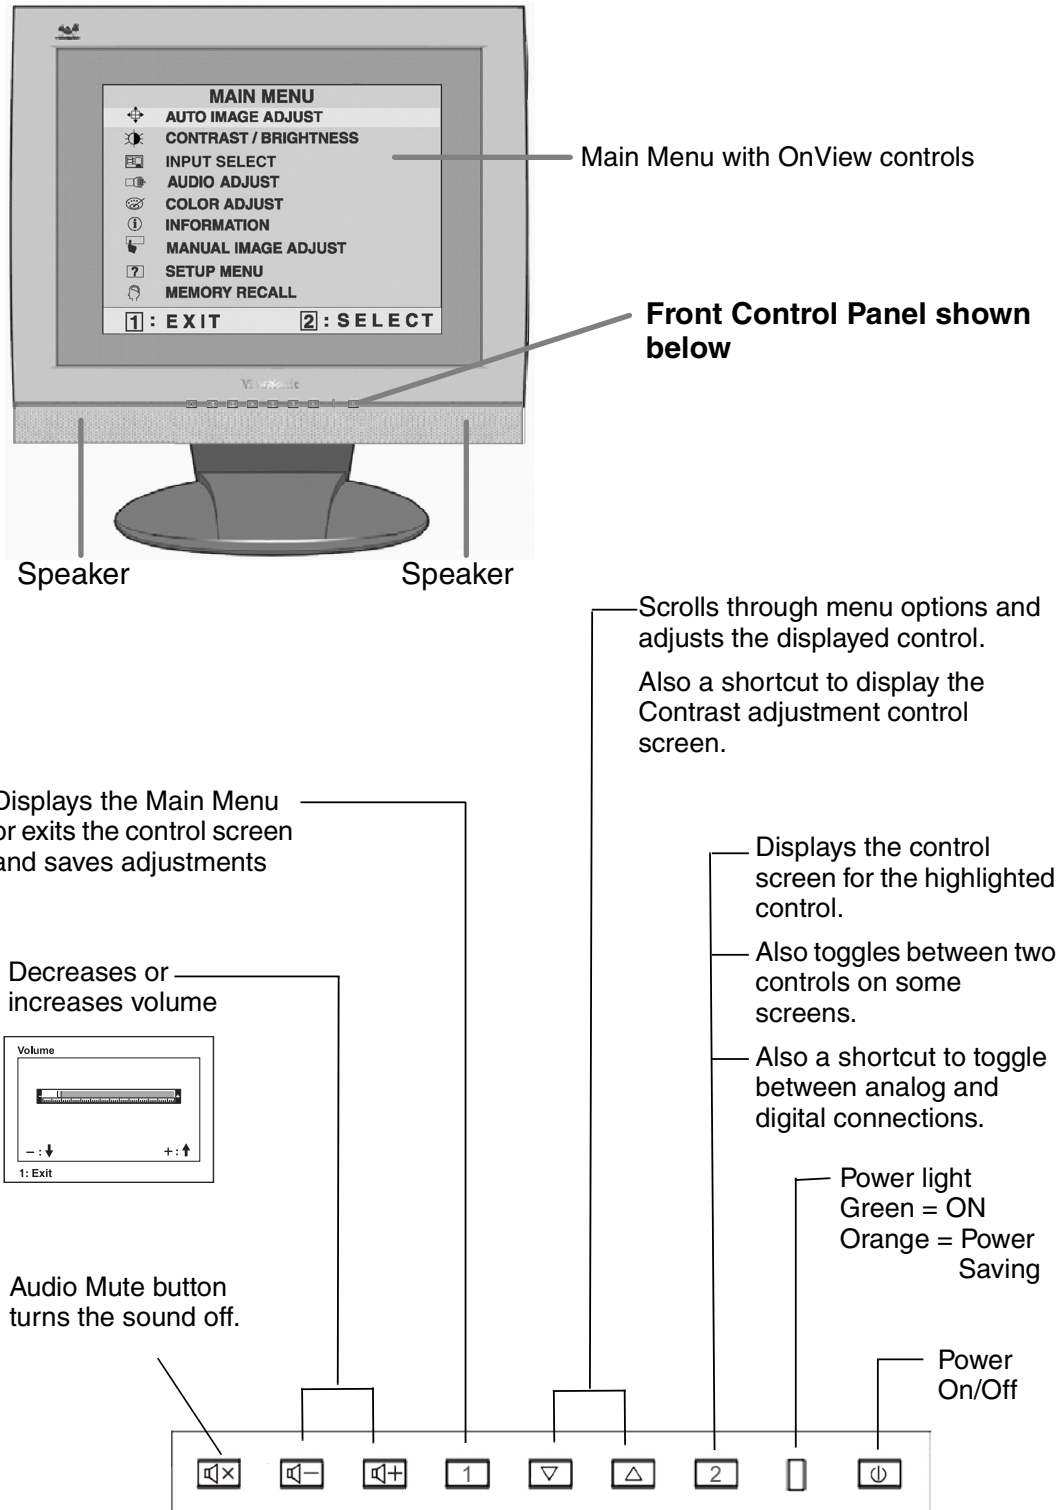 MAIN MENU
AUTO IMAGE ADJUST
CONTRAST / BRIGHTNESS
INPUT SELECT
AUDIO ADJUST
COLOR ADJUST
INFORMATION
MANUAL IMAGE ADJUST
SETUP MENU
MEMORY RECALL
1 : EXIT 2 : SELECT
Main Menu with OnView controls
Front Control Panel shown
below
ViewSonic
Speaker
Speaker
Scrolls through menu options and
adjusts the displayed control.
Also a shortcut to display the
Contrast adjustment control
screen.
Displays the Main Menu
or exits the control screen
and saves adjustments
Displays the control
screen for the highlighted
control.
Also toggles between two
controls on some
screens.
Also a shortcut to toggle
between analog and
digital connections.
Decreases or
increases volume
Volume
- + 
– : ↓ + : ↑
1: Exit
Power light
Green = ON
Orange = Power
Saving
Audio Mute button
turns the sound off.
Power
On/Off
1
2